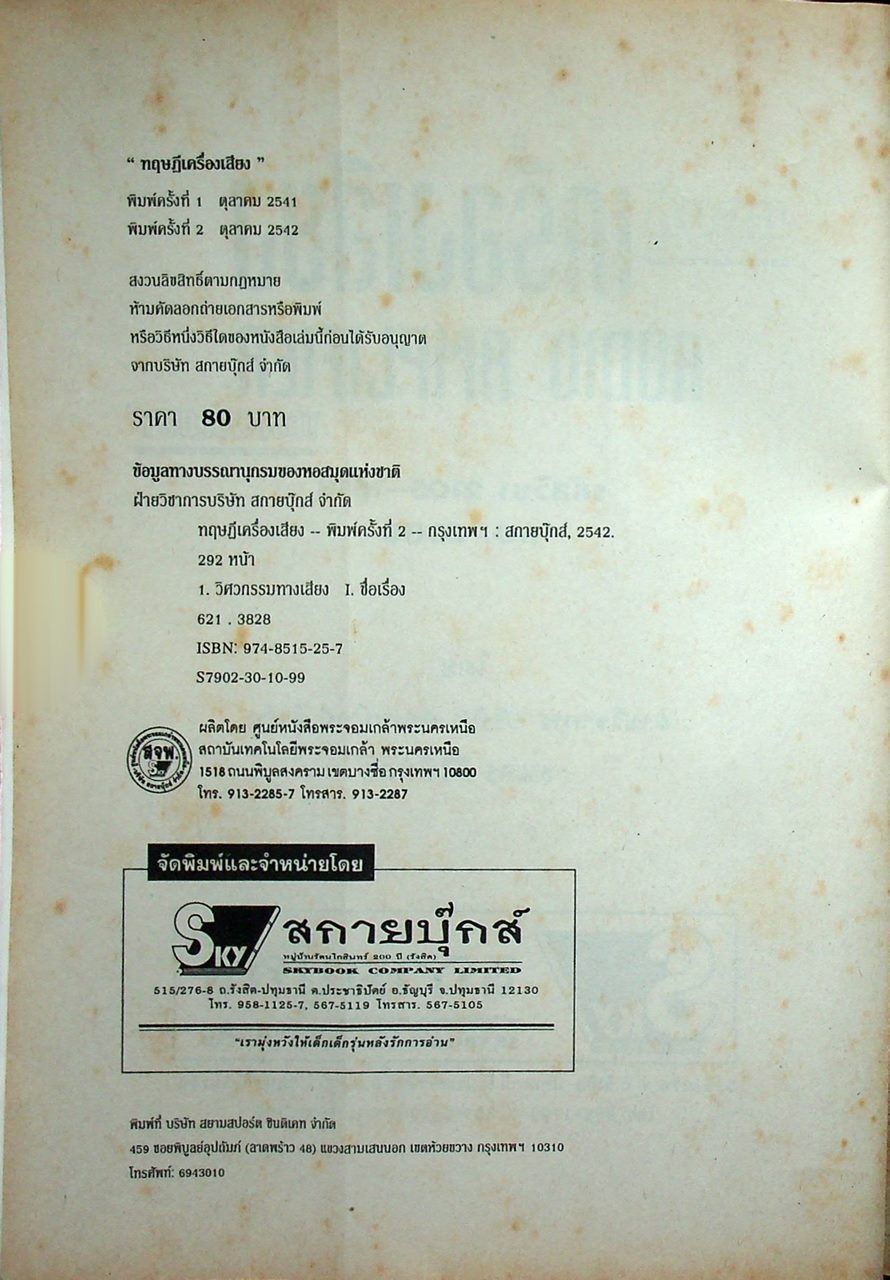 “ ทฤษฎีเครื่องเสียง ”
พิมพ์ครั้งที่ 1 ตุลาคม 2541
พิมพ์ครั้งที่ 2 ตุลาคม 2542
สงวนลิขสิทธิ์ตามกฎหมาย
ห้ามคัดลอกถ่ายเอกสารหรือพิมพ์
หรือวิธีหนึ่งวิธีใดของหนังสือเล่มนี้ก่อนได้รับอนุญาต
จากบริษัท สกายบุ๊กส์ จำกัด
ราคา 80 บาท
ข้อมูลทางบรรณานุกรมของหอสมุดแห่งชาติ
ฝ่ายวิชาการบริษัท สกายบุ๊กส์ จำกัด
ทฤษฎีเครื่องเสียง -- พิมพ์ครั้งที่ 2 -- กรุงเทพฯ : สกายบุ๊กส์, 2542.
292 หน้า
1. วิศวกรรมทางเสียง I. ชื่อเรื่อง
621 . 3828
ISBN: 974-8515-25-7
S7902-30-10-99
สจพ.
ผลิตโดย ศูนย์หนังสือพระจอมเกล้าพระนครเหนือ
สถาบันเทคโนโลยีพระจอมเกล้า พระนครเหนือ
1518 ถนนพิบูลสงคราม เขตบางซื่อ กรุงเทพฯ 10800
โทร. 913-2285-7 โทรสาร. 913-2287
จัดพิมพ์และจำหน่ายโดย
SKY สกายบุ๊กส์
หมู่บ้านรัตนโกสินทร์ 200 ปี (รังสิต)
SKYBOOK COMPANY LIMITED
515/276-8 ถ.รังสิต-ปทุมธานี ต.ประชาธิปัตย์ อ.ธัญบุรี จ.ปทุมธานี 12130
โทร. 958-1125-7, 567-5119 โทรสาร. 567-5105
“เรามุ่งหวังให้เด็กเด็กรุ่นหลังรักการอ่าน”
พิมพ์ที่ บริษัท สยามสปอร์ต ซินดิเคท จำกัด
459 ซอยพิบูลย์อุปถัมภ์ (ลาดพร้าว 48) แขวงสามเสนนอก เขตห้วยขวาง กรุงเทพฯ 10310
โทรศัพท์: 6943010